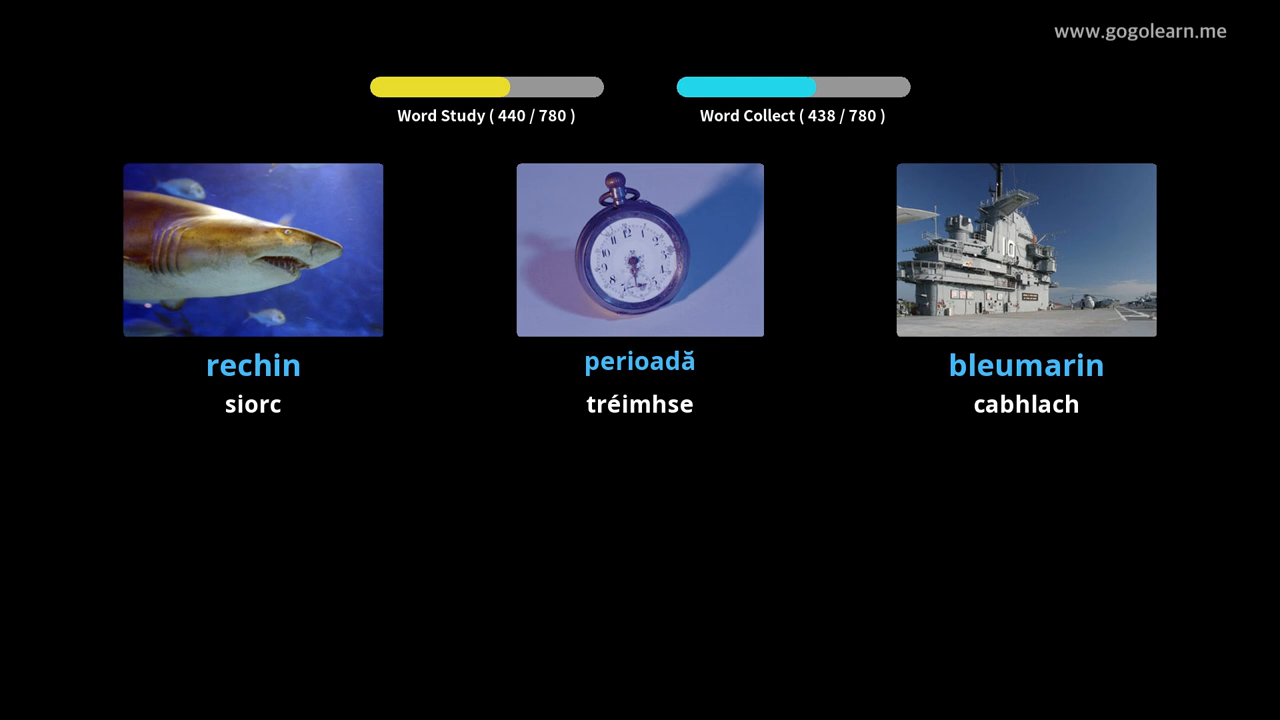 www.gogolearn.me
Word Study ( 440 / 780 )
Word Collect ( 438 / 780 )
rechin
siorc
perioadă
tréimhse
bleumarin
cabhlach